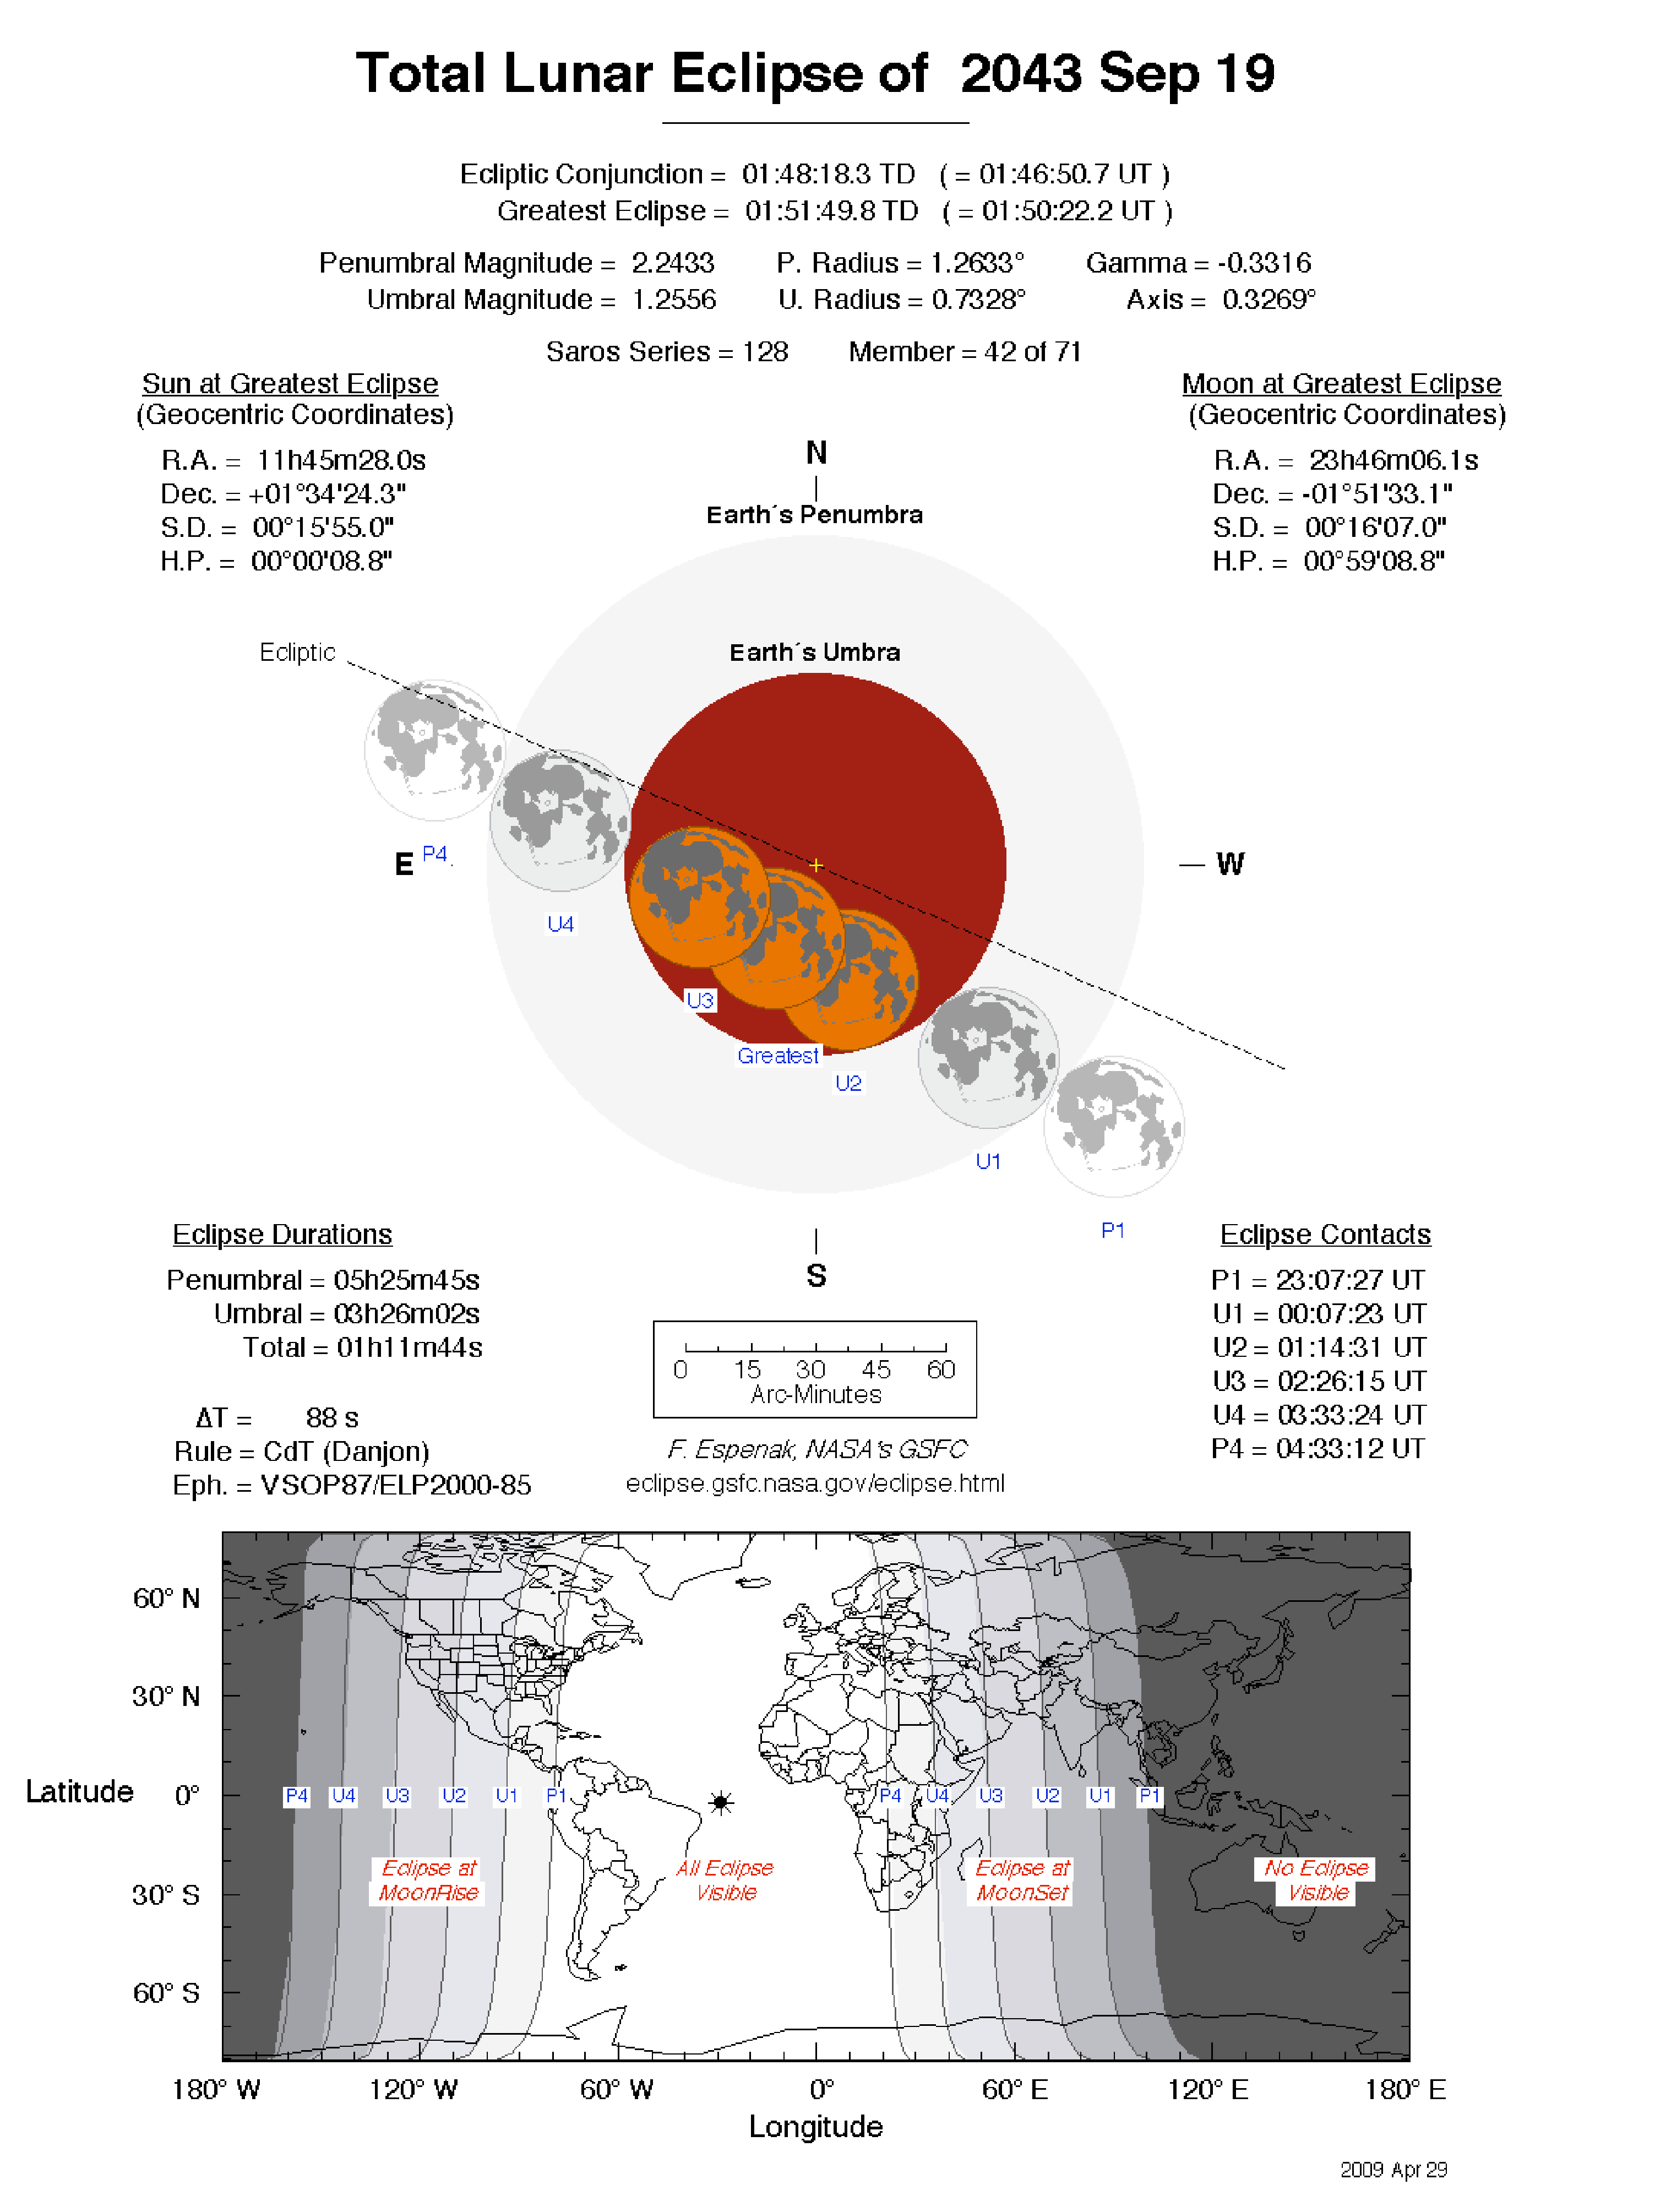 Total Lunar Eclipse of 2043 Sep 19
Ecliptic Conjunction = 01:48:18.3 TD ( = 01:46:50.7 UT )
Greatest Eclipse = 01:51:49.8 TD ( = 01:50:22.2 UT )
Penumbral Magnitude = 2.2433 P. Radius = 1.2633° Gamma = -0.3316
Umbral Magnitude = 1.2556 U. Radius = 0.7328° Axis = 0.3269°
Saros Series = 128 Member = 42 of 71
Sun at Greatest Eclipse
(Geocentric Coordinates)
R.A. = 11h45m28.0s
Dec. = +01°34'24.3"
S.D. = 00°15'55.0"
H.P. = 00°00'08.8"
Moon at Greatest Eclipse
(Geocentric Coordinates)
R.A. = 23h46m06.1s
Dec. = -01°51'33.1"
S.D. = 00°16'07.0"
H.P. = 00°59'08.8"
N
Earth´s Penumbra
Ecliptic
Earth´s Umbra
E
P4
W
U4
U3
Greatest
U2
U1
P1
S
Eclipse Durations
Penumbral = 05h25m45s
Umbral = 03h26m02s
Total = 01h11m44s
ΔT = 88 s
Rule = CdT (Danjon)
Eph. = VSOP87/ELP2000-85
0 15 30 45 60
Arc-Minutes
F. Espenak, NASA's GSFC
eclipse.gsfc.nasa.gov/eclipse.html
Eclipse Contacts
P1 = 23:07:27 UT
U1 = 00:07:23 UT
U2 = 01:14:31 UT
U3 = 02:26:15 UT
U4 = 03:33:24 UT
P4 = 04:33:12 UT
60° N
30° N
Latitude 0°
30° S
60° S
P4 U4 U3 U2 U1 P1 P4 U4 U3 U2 U1 P1
Eclipse at
MoonRise
All Eclipse
Visible
Eclipse at
MoonSet
No Eclipse
Visible
180° W 120° W 60° W 0° 60° E 120° E 180° E
Longitude
2009 Apr 29